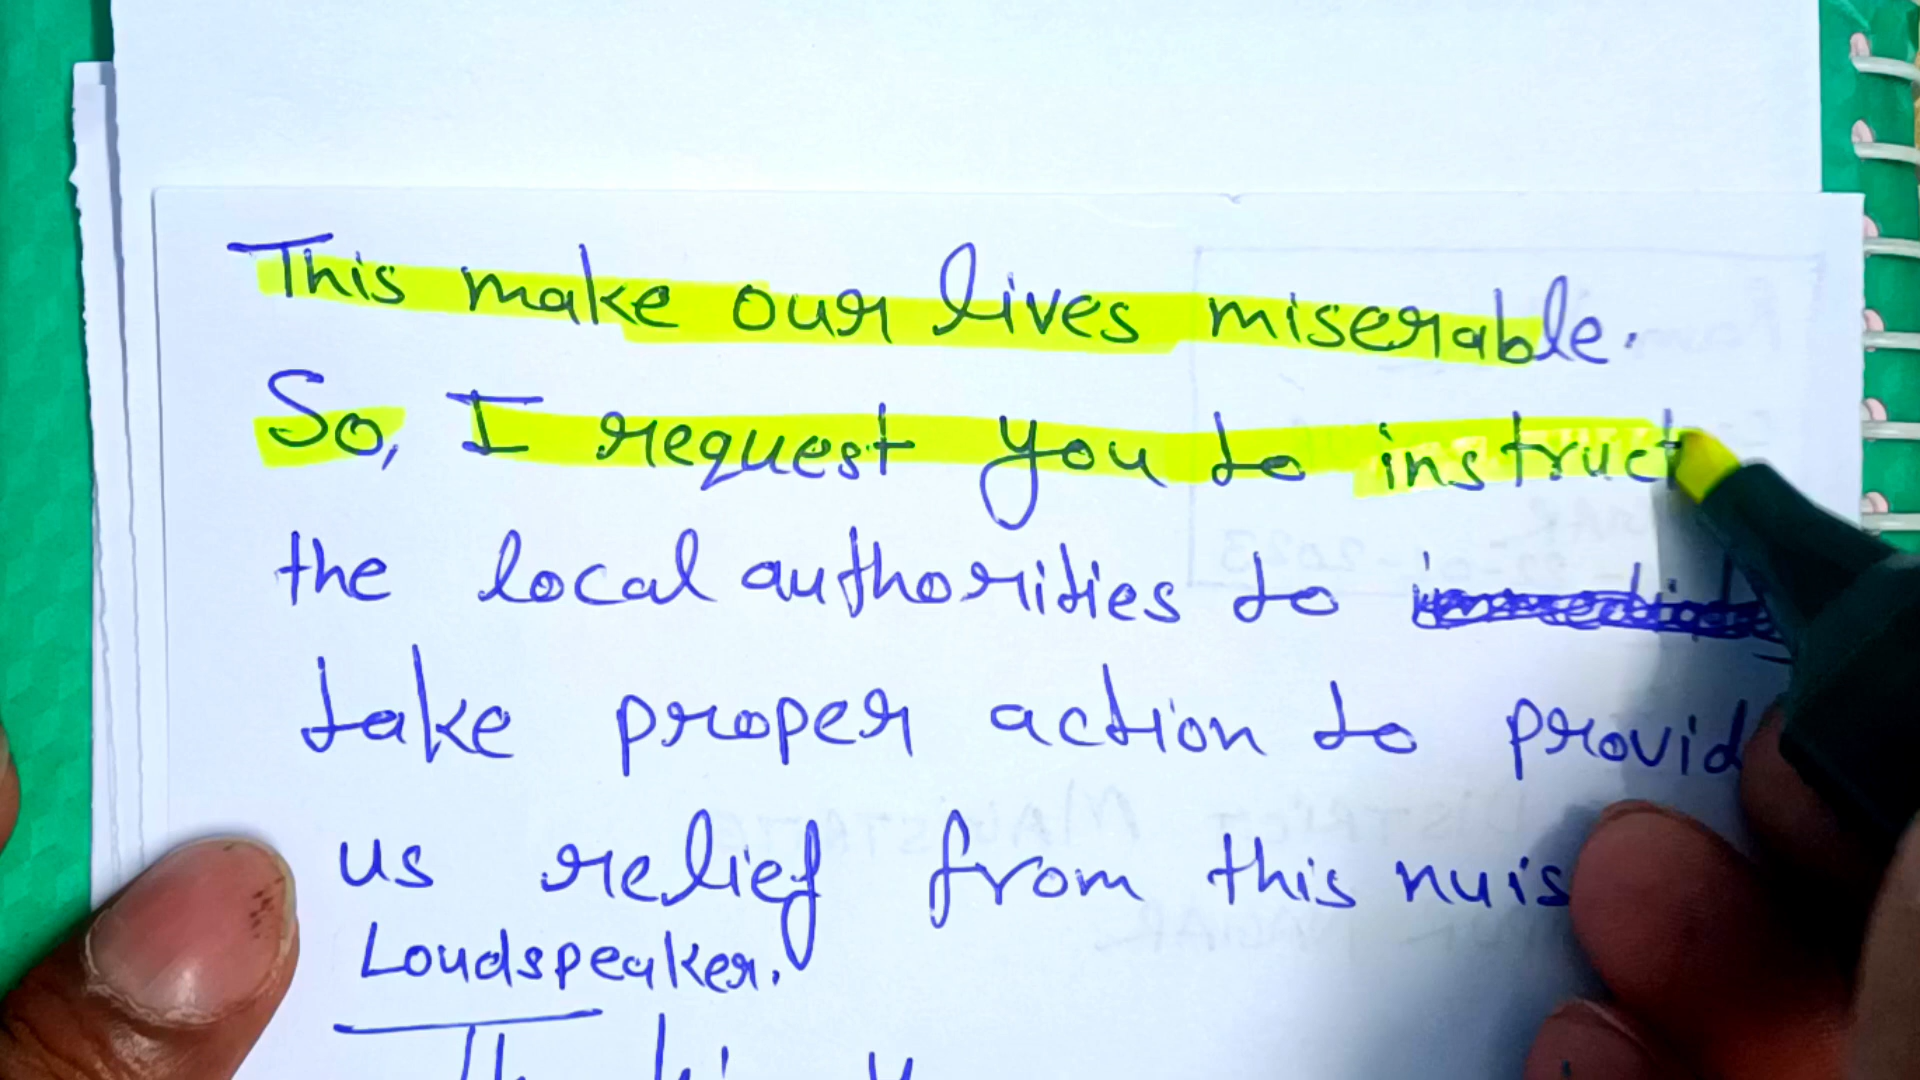 This make our lives miserable.
So, I request you to instruct
the local authorities to
take proper action to provid
us relief from this nuis
Loudspeaker.